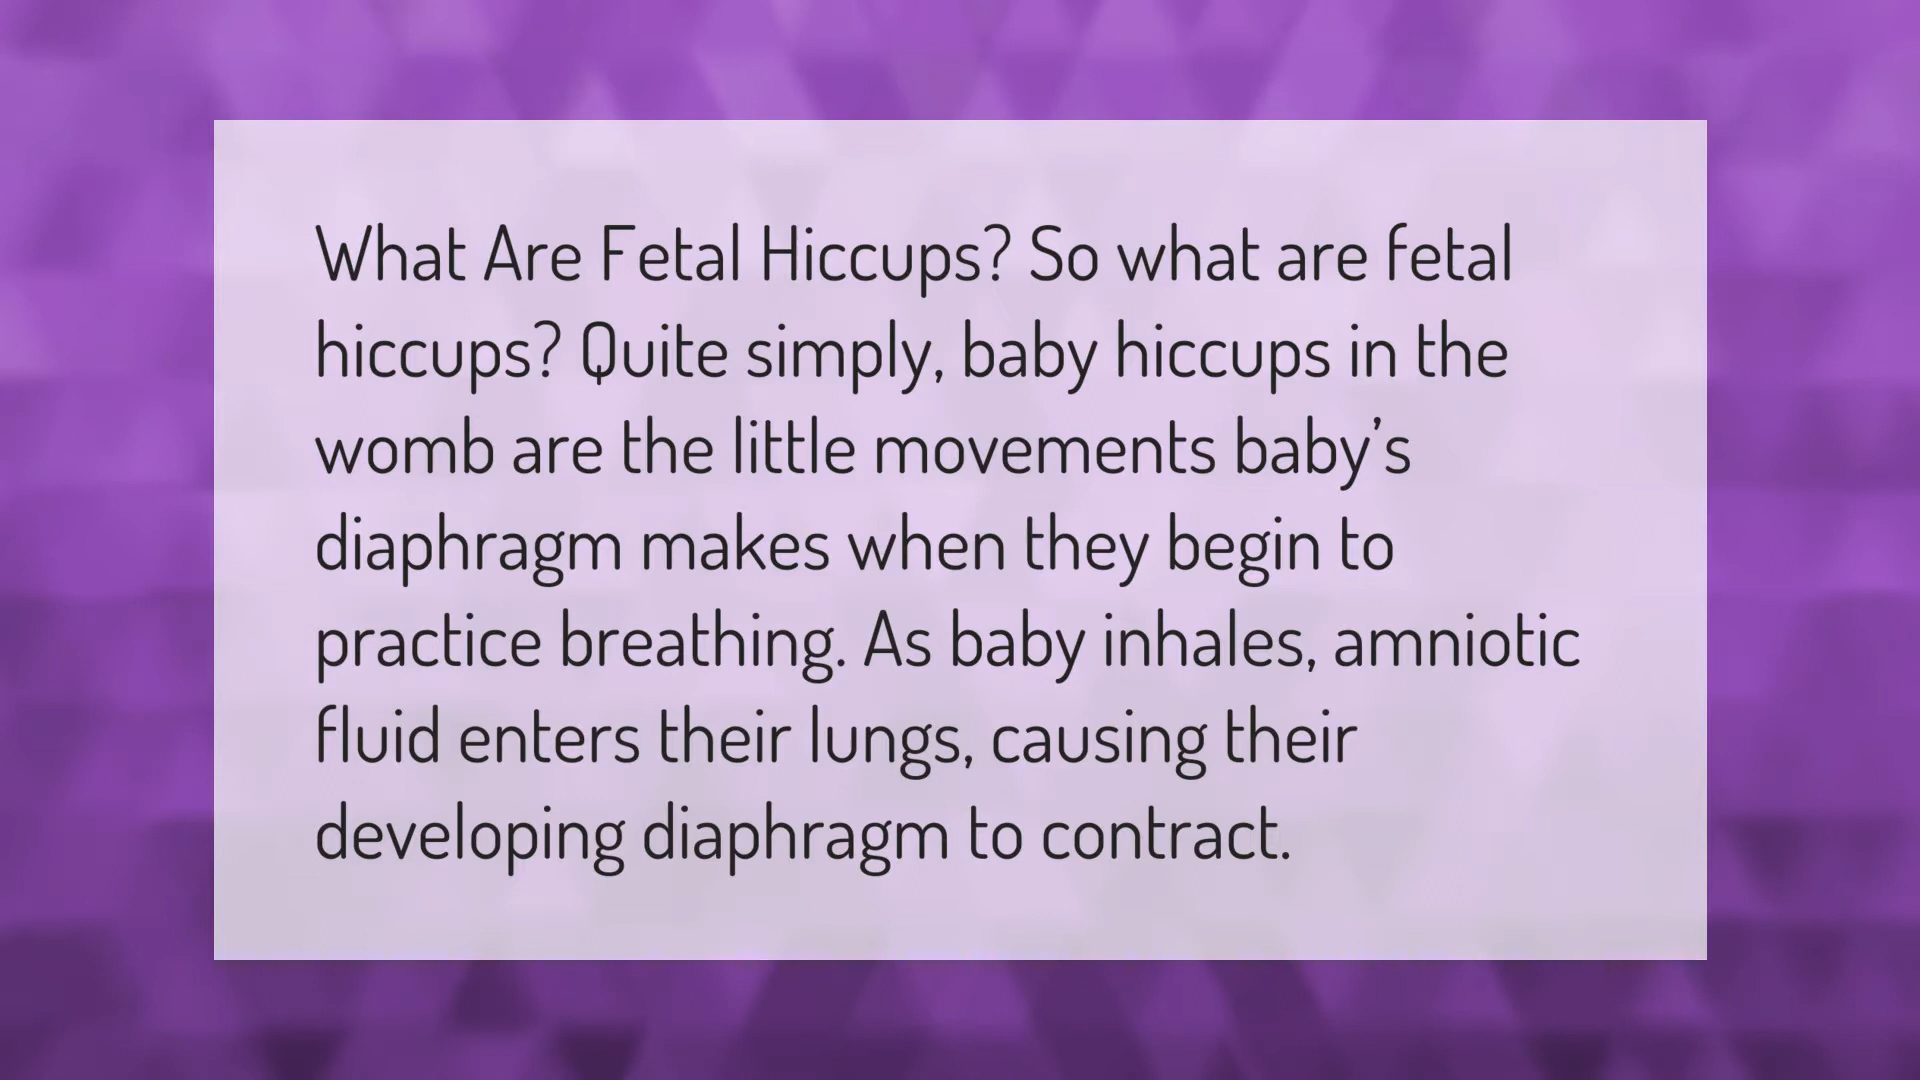 What Are Fetal Hiccups? So what are fetal
hiccups? Quite simply, baby hiccups in the
womb are the little movements baby’s
diaphragm makes when they begin to
practice breathing. As baby inhales, amniotic
fluid enters their lungs, causing their
developing diaphragm to contract.